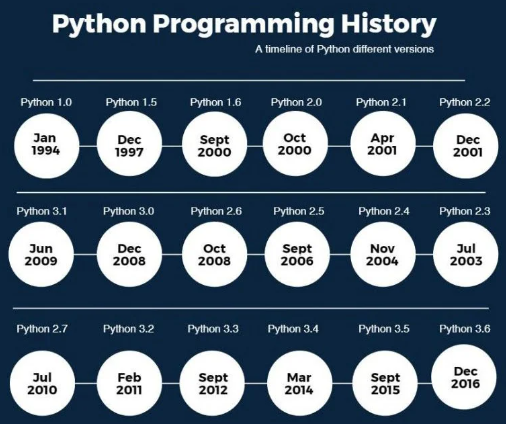 Python Programming History
A timeline of Python different versions
Python 1.0 Python 1.5 Python 1.6 Python 2.0 Python 2.1 Python 2.2
Jan Dec Sept Oct Apr Dec
1994 1997 2000 2000 2001 2001
Python 3.1 Python 3.0 Python 2.6 Python 2.5 Python 2.4 Python 2.3
Jun Dec Oct Sept Nov Jul
2009 2008 2008 2006 2004 2003
Python 2.7 Python 3.2 Python 3.3 Python 3.4 Python 3.5 Python 3.6
Jul Feb Sept Mar Sept Dec
2010 2011 2012 2014 2015 2016